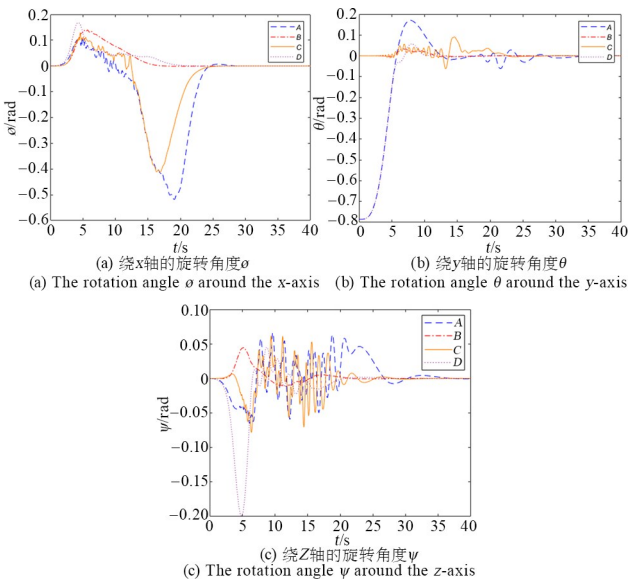 0.2
0.1
0
−0.1
−0.2
−0.3
−0.4
−0.5
−0.6
ø/rad
0 5 10 15 20 25 30 35 40
t/s
A
B
C
D
(a) 绕x轴的旋转角度ø
(a) The rotation angle ø around the x-axis
0.2
0.1
0
−0.1
−0.2
−0.3
−0.4
−0.5
−0.6
−0.7
−0.8
θ/rad
0 5 10 15 20 25 30 35 40
t/s
A
B
C
D
(b) 绕y轴的旋转角度θ
(b) The rotation angle θ around the y-axis
0.10
0.05
0
−0.05
−0.10
−0.15
−0.20
ψ/rad
0 5 10 15 20 25 30 35 40
t/s
A
B
C
D
(c) 绕Z轴的旋转角度ψ
(c) The rotation angle ψ around the z-axis